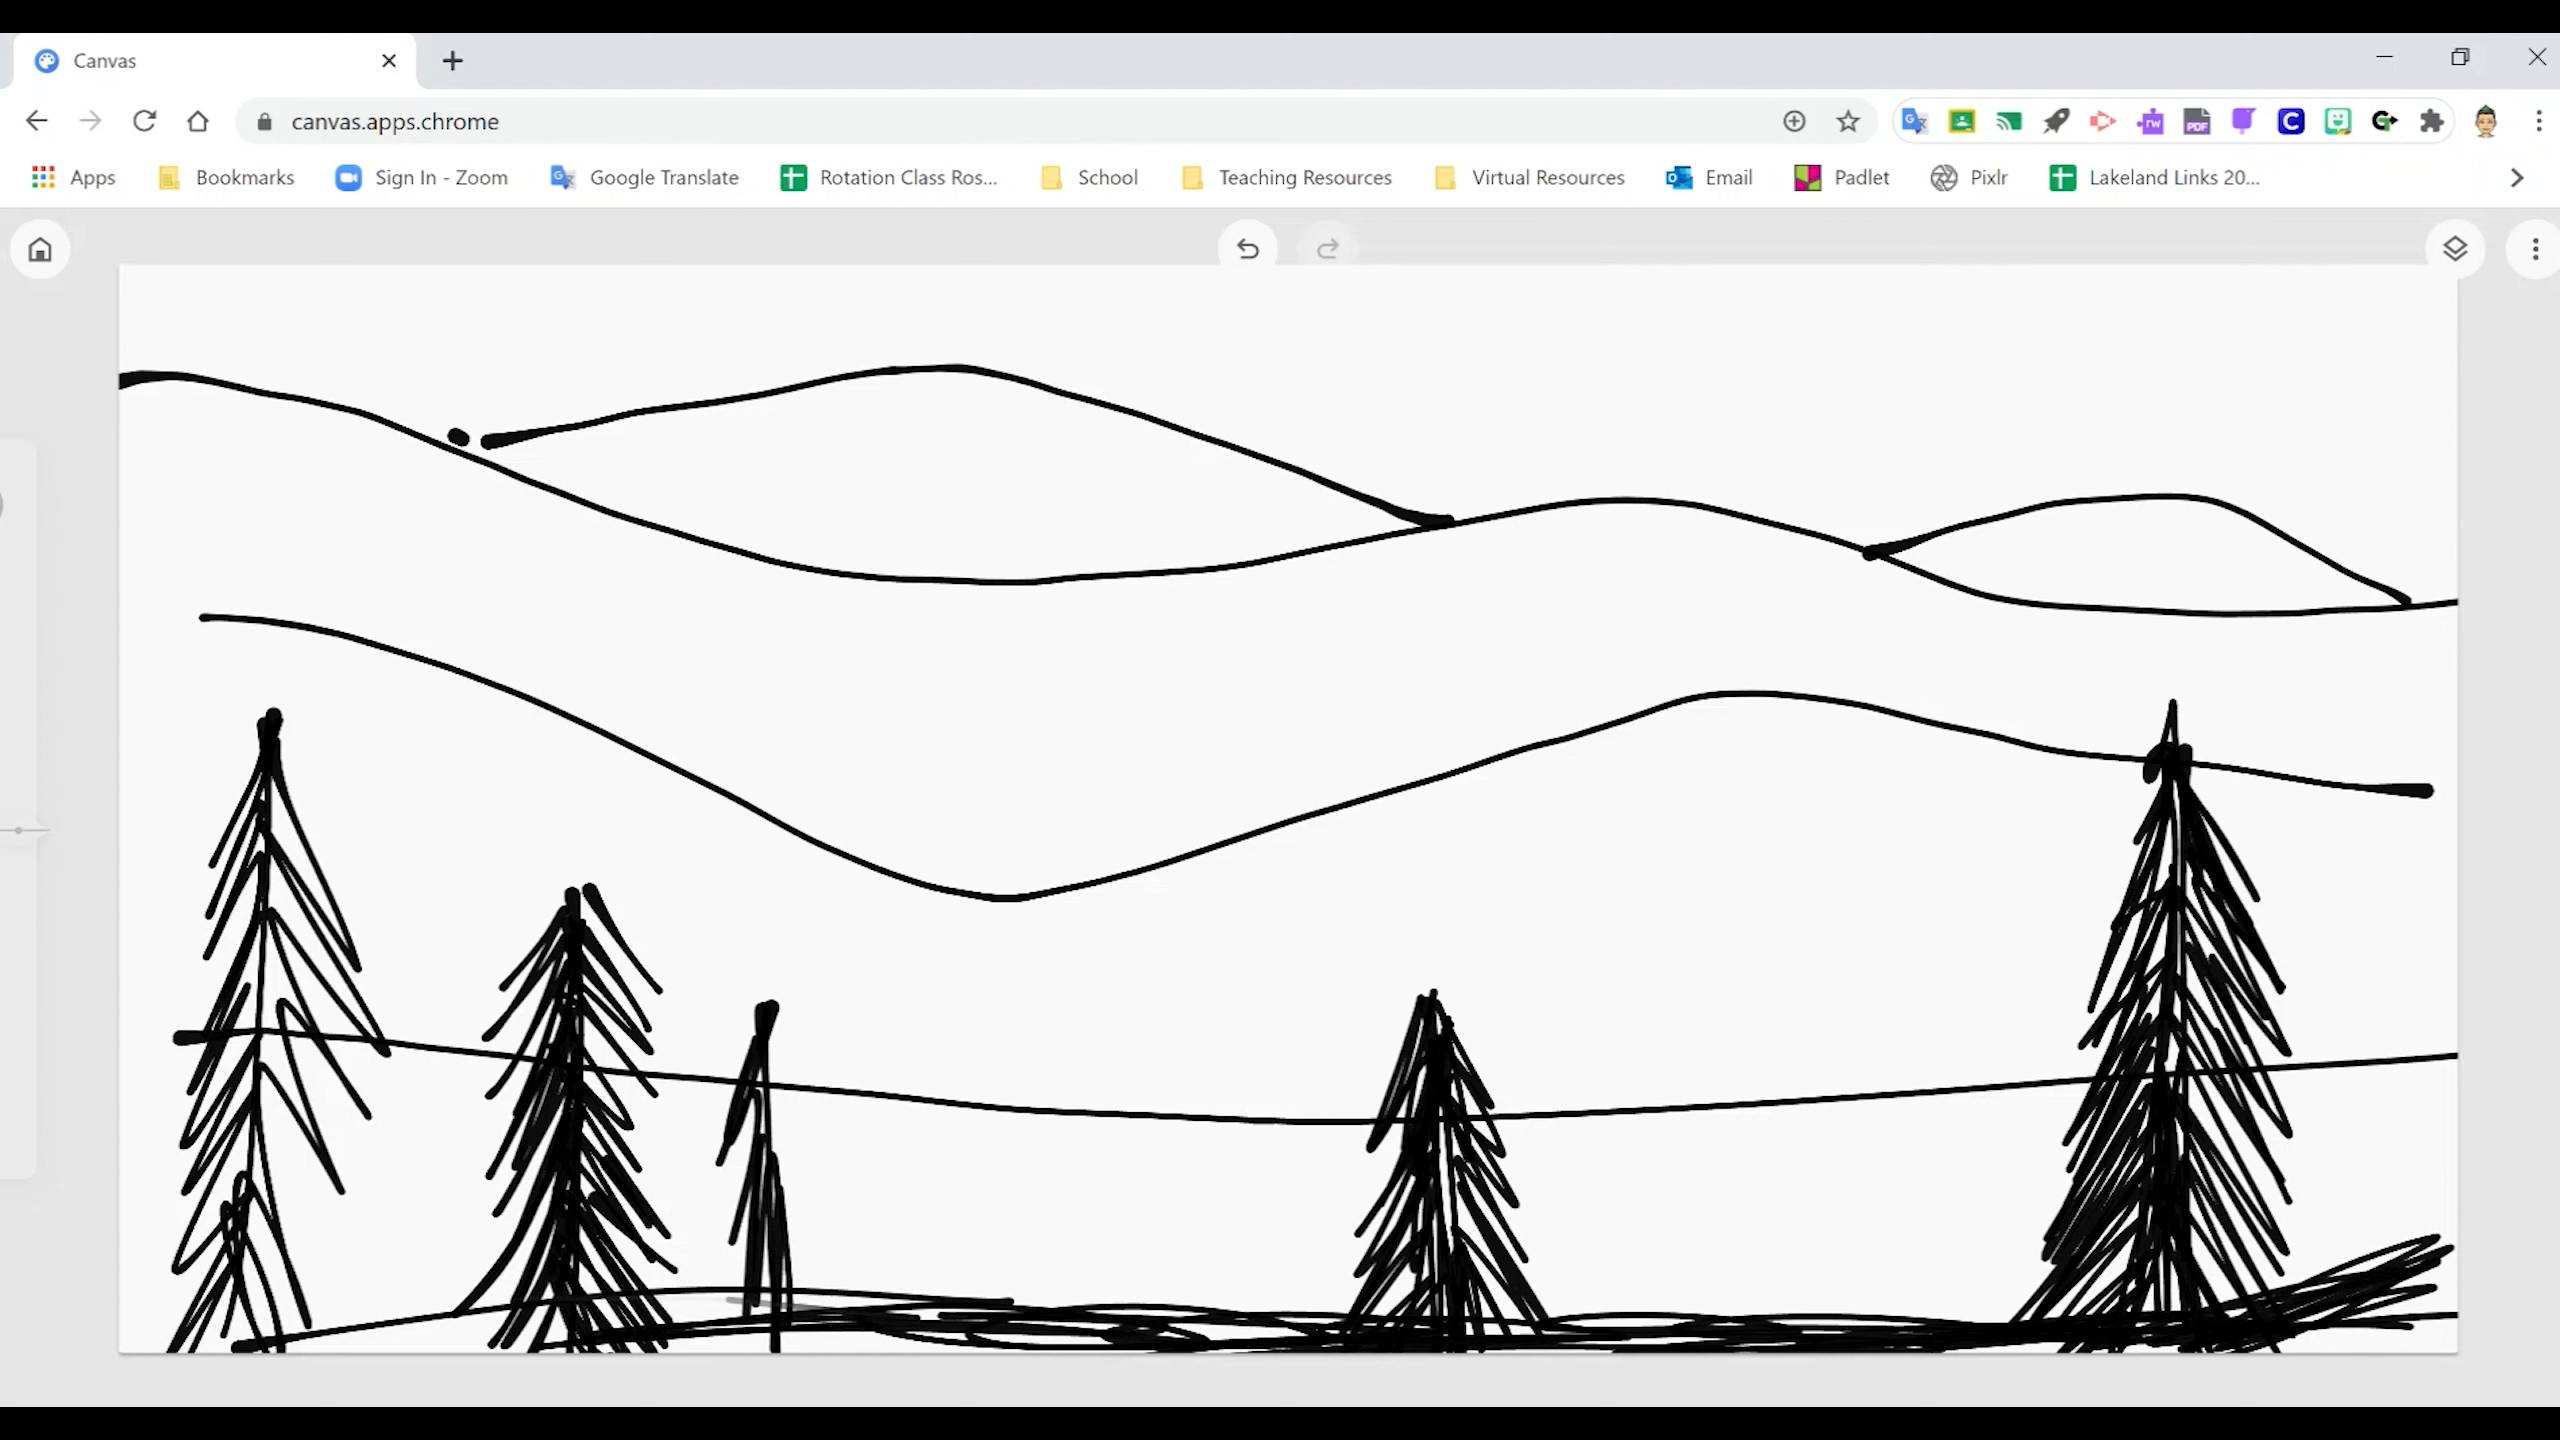 Canvas
canvas.apps.chrome
Apps Bookmarks Sign In - Zoom Google Translate Rotation Class Ros... School Teaching Resources Virtual Resources Email Padlet Pixlr Lakeland Links 20...